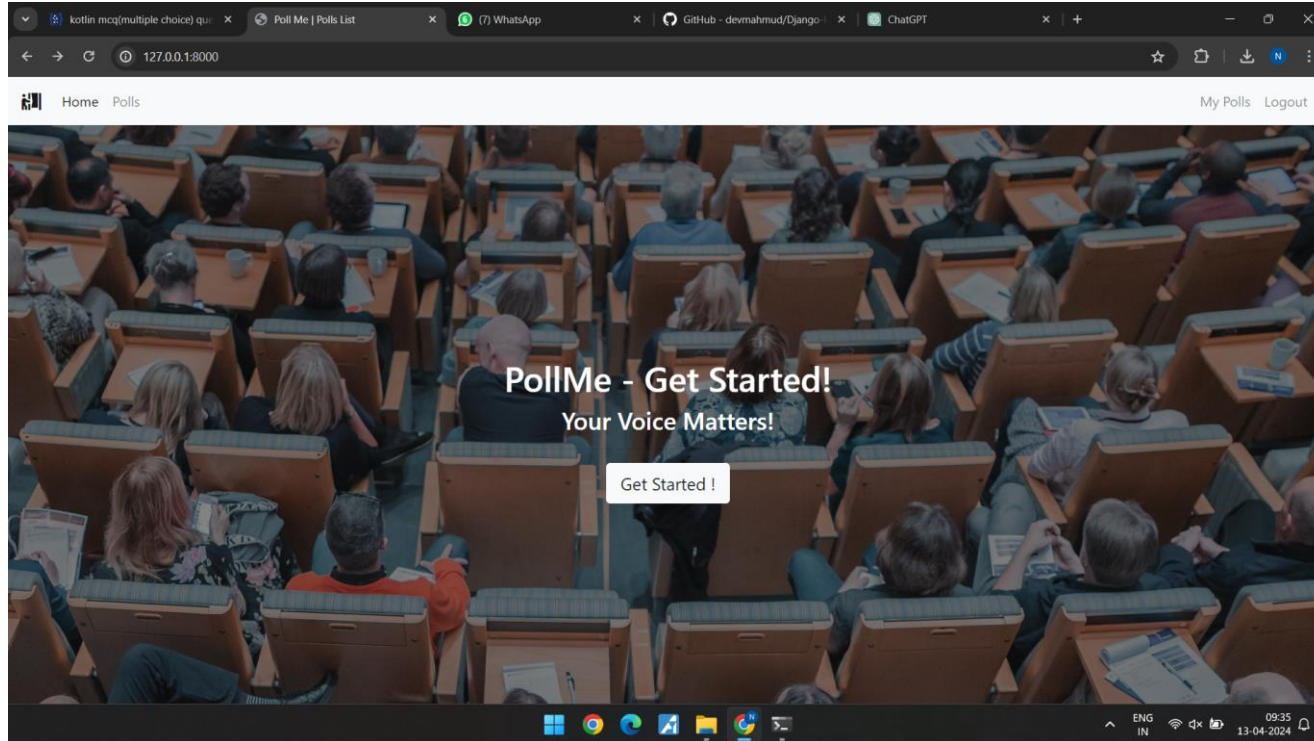 kotlin mcq(multiple choice) que
Poll Me | Polls List
(7) WhatsApp
GitHub - devmahmud/Django-
ChatGPT
127.0.0.1:8000
N
Home Polls My Polls Logout
PollMe - Get Started!
Your Voice Matters!
Get Started !
ENG
IN
09:35
13-04-2024